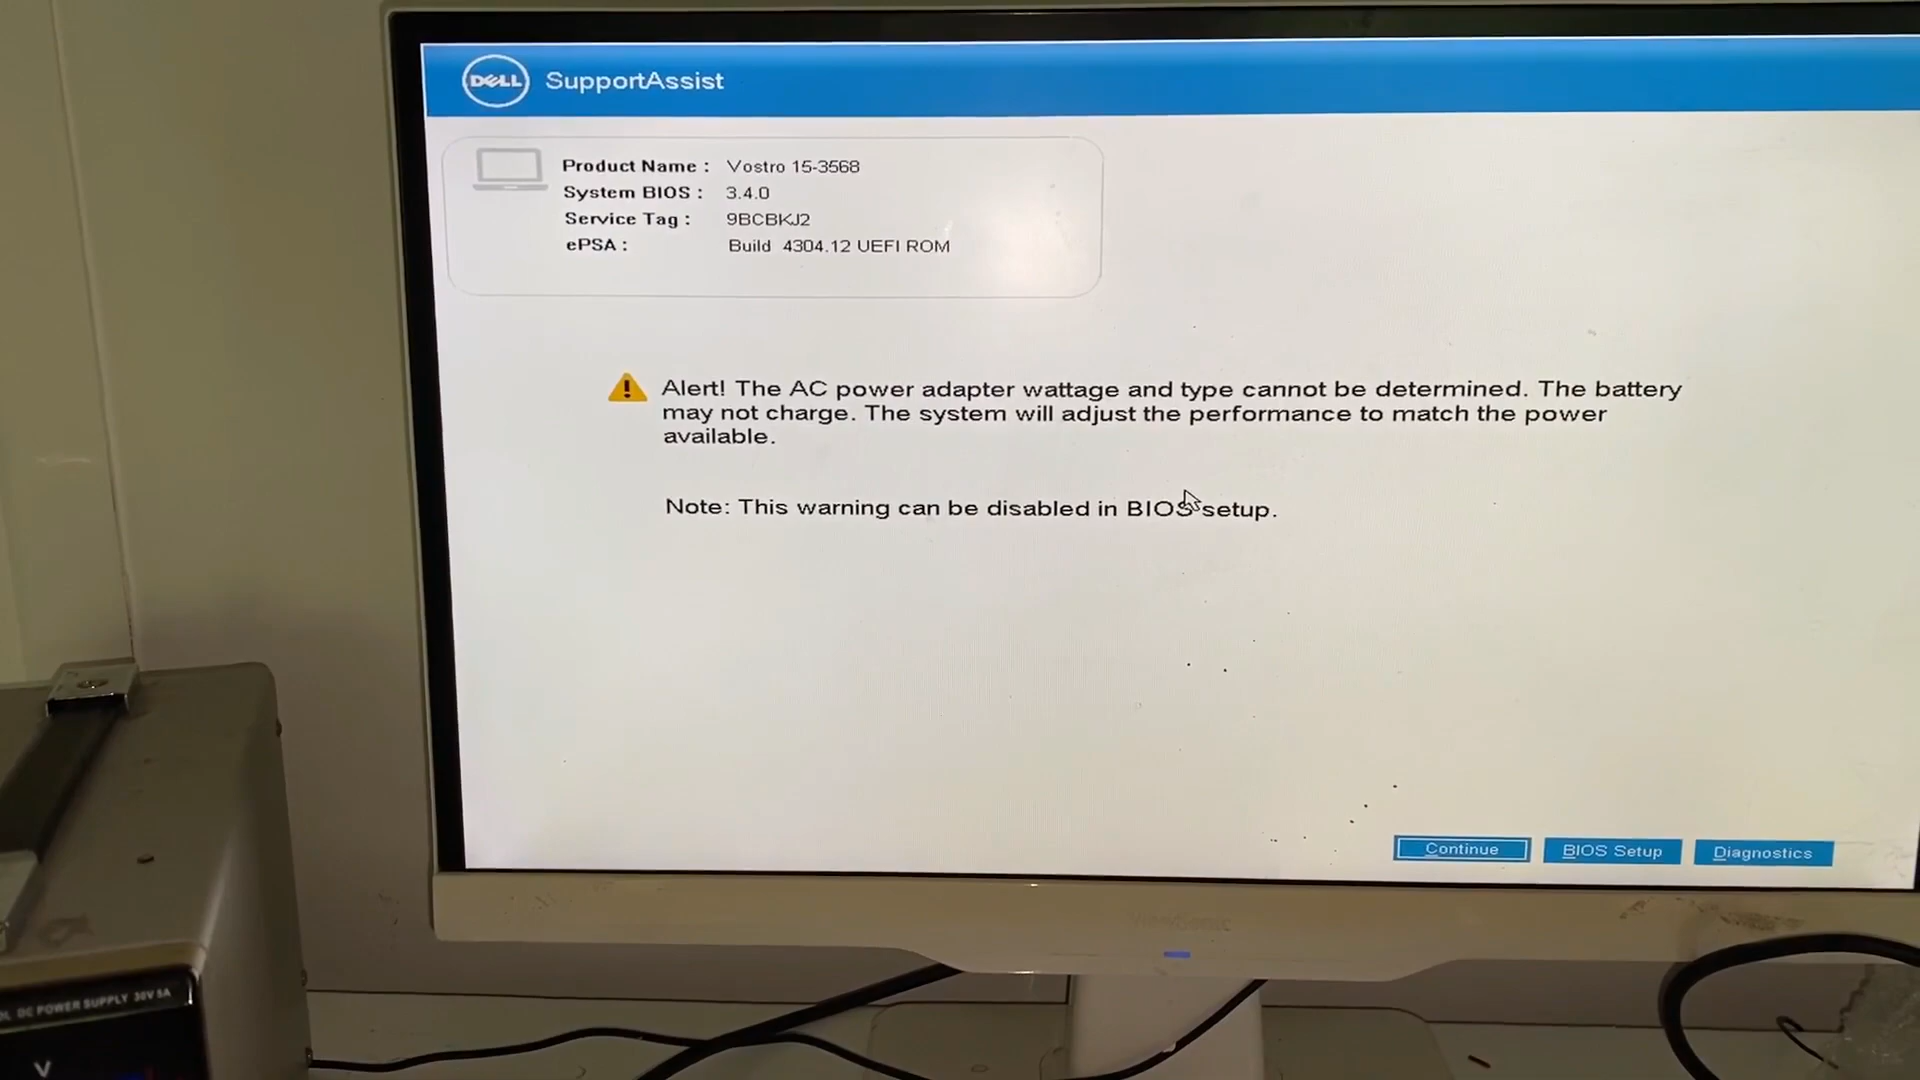 DELL SupportAssist
Product Name : Vostro 15-3568
System BIOS : 3.4.0
Service Tag : 9BCBKJ2
ePSA : Build 4304.12 UEFI ROM
Alert! The AC power adapter wattage and type cannot be determined. The battery
may not charge. The system will adjust the performance to match the power
available.
Note: This warning can be disabled in BIOS setup.
Continue BIOS Setup Diagnostics
ViewSonic
DC POWER SUPPLY 30V 5A
V